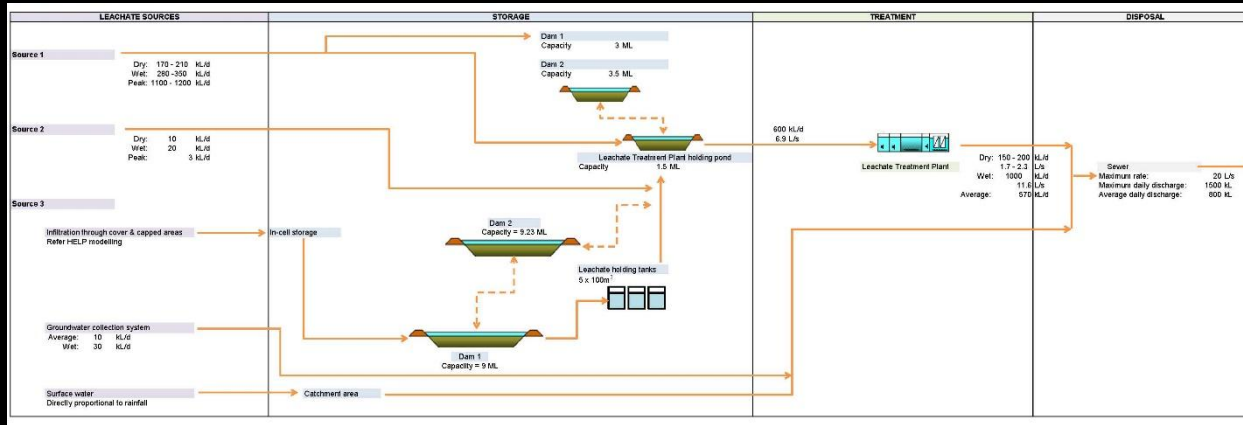 LEACHATE SOURCES
STORAGE
TREATMENT
DISPOSAL
Source 1
Dry: 170 - 210 kL/d
Wet: 280 -350 kL/d
Peak: 1100 - 1200 kL/d
Dam 1
Capacity 3 ML
Dam 2
Capacity 3.5 ML
Source 2
Dry: 10 kL/d
Wet: 20 kL/d
Peak: 3 kL/d
Leachate Treatment Plant holding pond
Capacity 1.5 ML
600 kL/d
6.9 L/s
Leachate Treatment Plant
Dry: 150 - 200 kL/d
1.7 - 2.3 L/s
Wet: 1000 kL/d
11.6 L/s
Average: 570 kL/d
Sewer
Maximum rate: 20 L/s
Maximum daily discharge: 1500 kL
Average daily discharge: 800 kL
Source 3
Infiltration through cover & capped areas
Refer HELP modelling
In-cell storage
Dam 2
Capacity = 9.23 ML
Leachate holding tanks
5 x 100m³
Dam 1
Capacity = 9 ML
Groundwater collection system
Average: 10 kL/d
Wet: 30 kL/d
Surface water
Directly proportional to rainfall
Catchment area